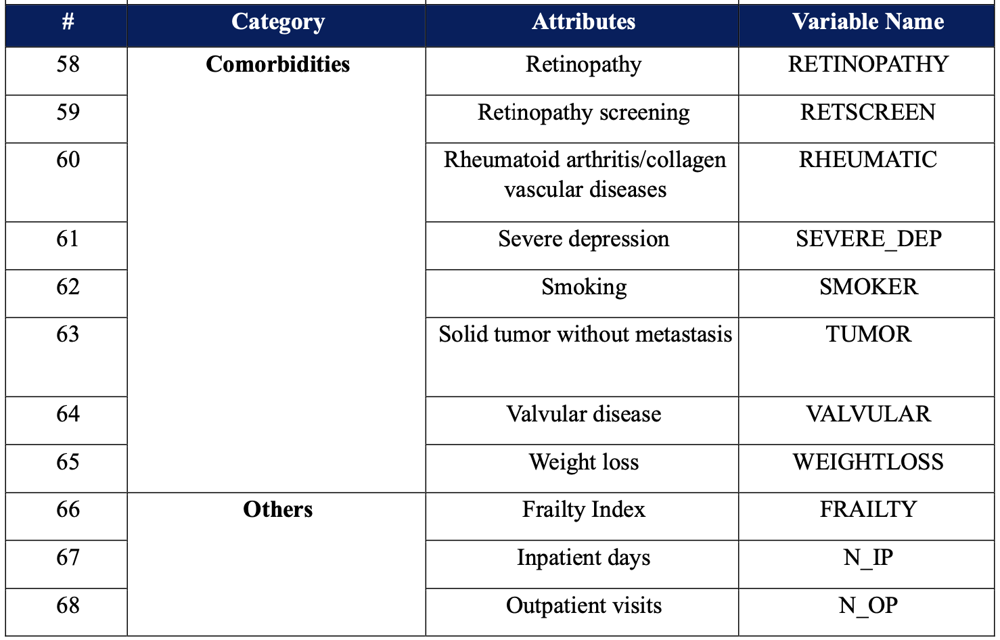 # Category Attributes Variable Name
58 Comorbidities Retinopathy RETINOPATHY
59 Retinopathy screening RETSCREEN
60 Rheumatoid arthritis/collagen RHEUMATIC
vascular diseases
61 Severe depression SEVERE_DEP
62 Smoking SMOKER
63 Solid tumor without metastasis TUMOR
64 Valvular disease VALVULAR
65 Weight loss WEIGHTLOSS
66 Others Frailty Index FRAILTY
67 Inpatient days N_IP
68 Outpatient visits N_OP